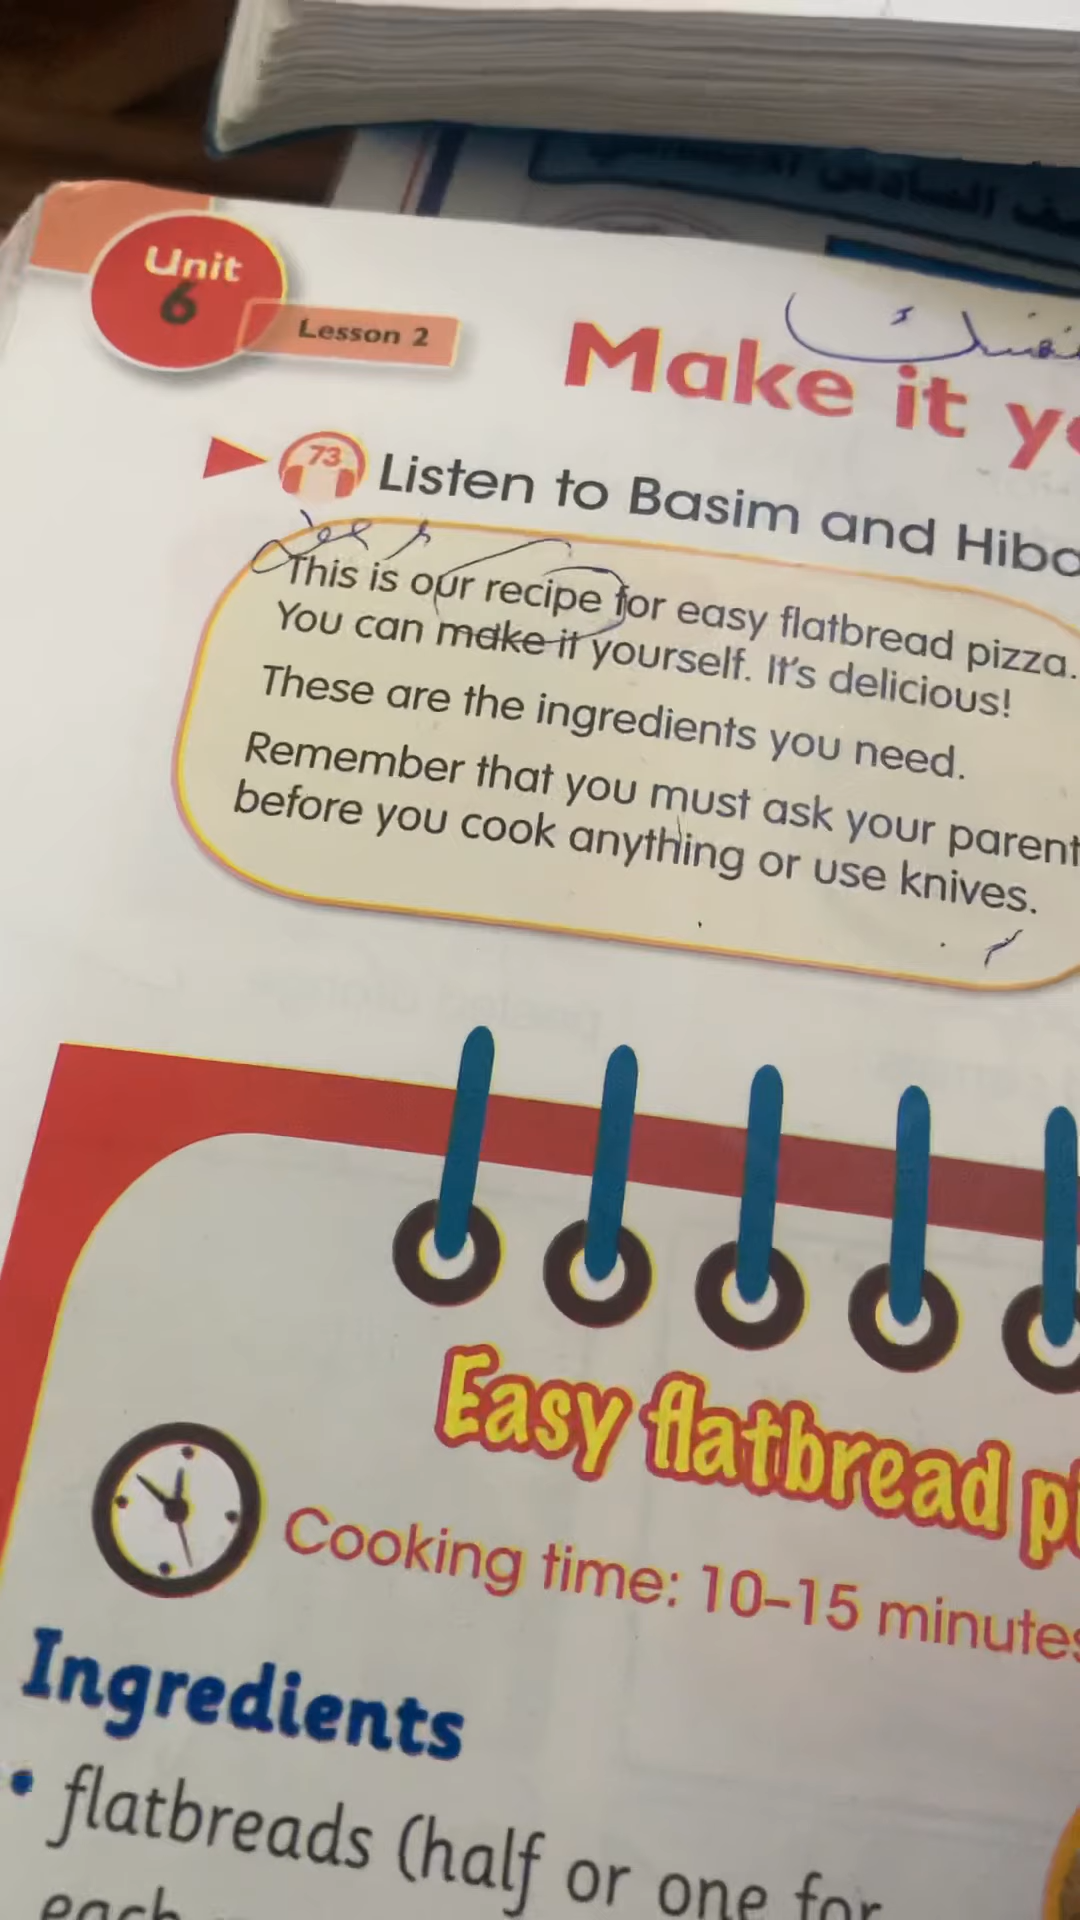 السادس
Unit
6
Lesson 2
Make it
73
Listen to Basim and
This is our recipe for easy flatbread pizza.
You can make it yourself. It's delicious!
These are the ingredients you need.
Remember that you must ask your parent
before you cook anything or use knives.
Easy flatbread
Cooking time: 10–15 minutes
Ingredients
• flatbreads (half or one for
each